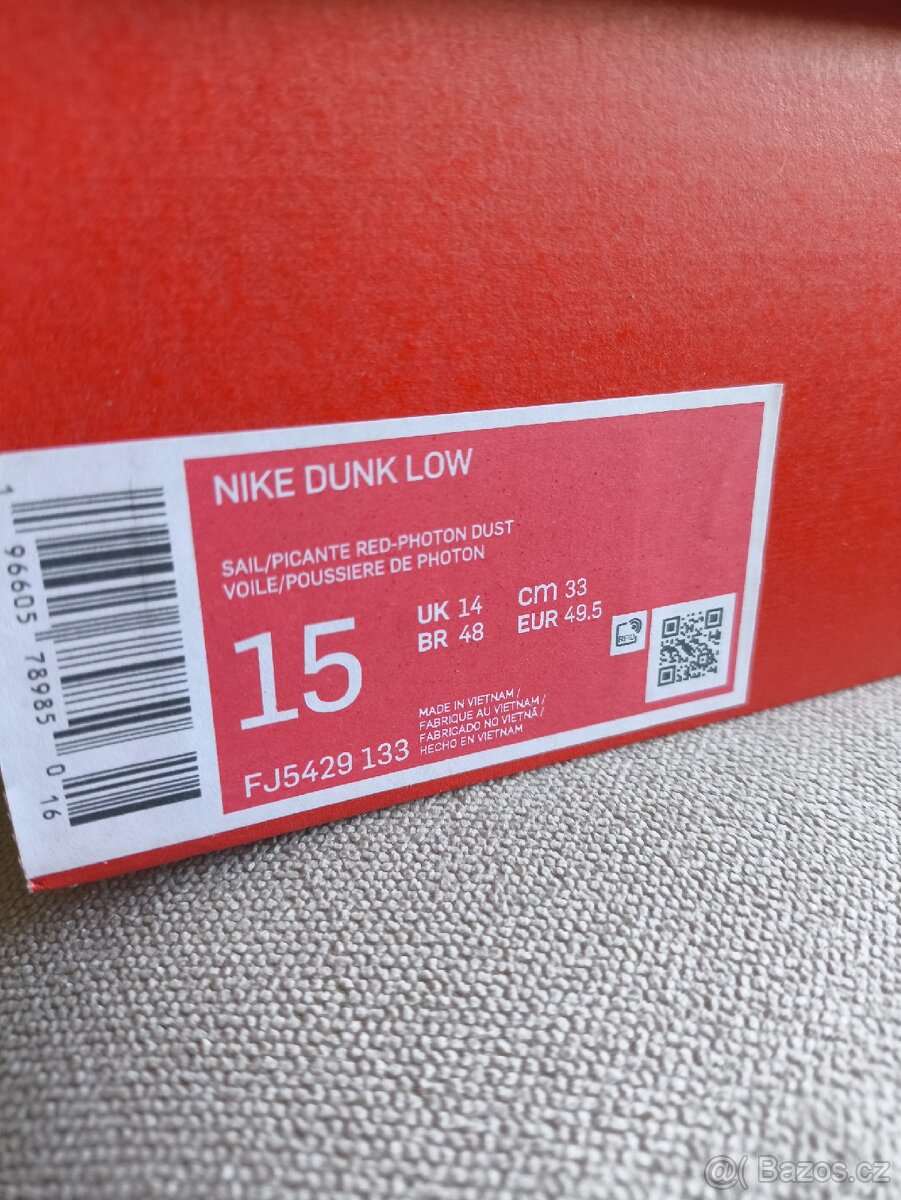 NIKE DUNK LOW
SAIL/PICANTE RED-PHOTON DUST
VOILE/POUSSIERE DE PHOTON
15
UK 14
BR 48
cm 33
EUR 49.5
RFID
MADE IN VIETNAM /
FABRIQUE AU VIETNAM /
FABRICADO NO VIETNÃ /
HECHO EN VIETNAM
FJ5429 133
1 96605 78985 0 16
@( Bazos.cz